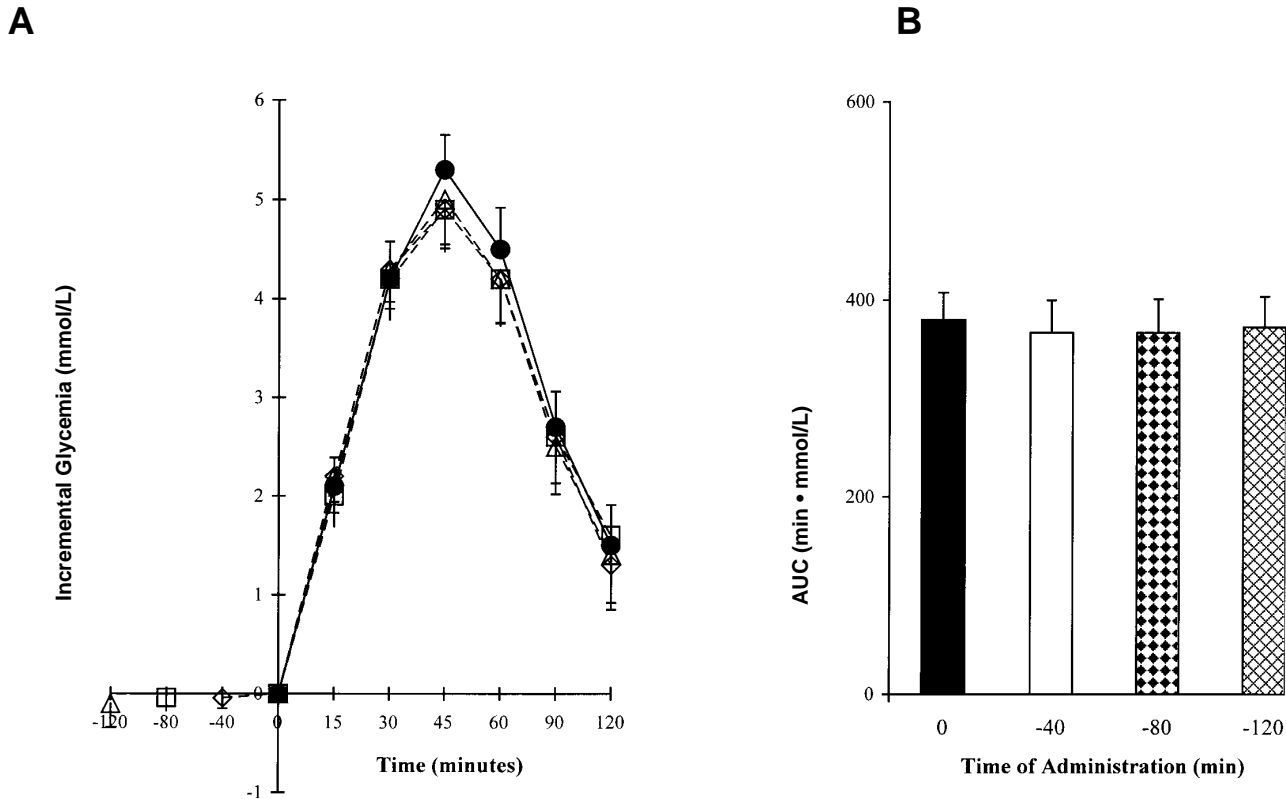 A
B
6
5
4
3
2
1
0
-1
-120 -80 -40 0 15 30 45 60 90 120
Incremental Glycemia (mmol/L)
Time (minutes)
600
400
200
0
0 -40 -80 -120
AUC (min • mmol/L)
Time of Administration (min)